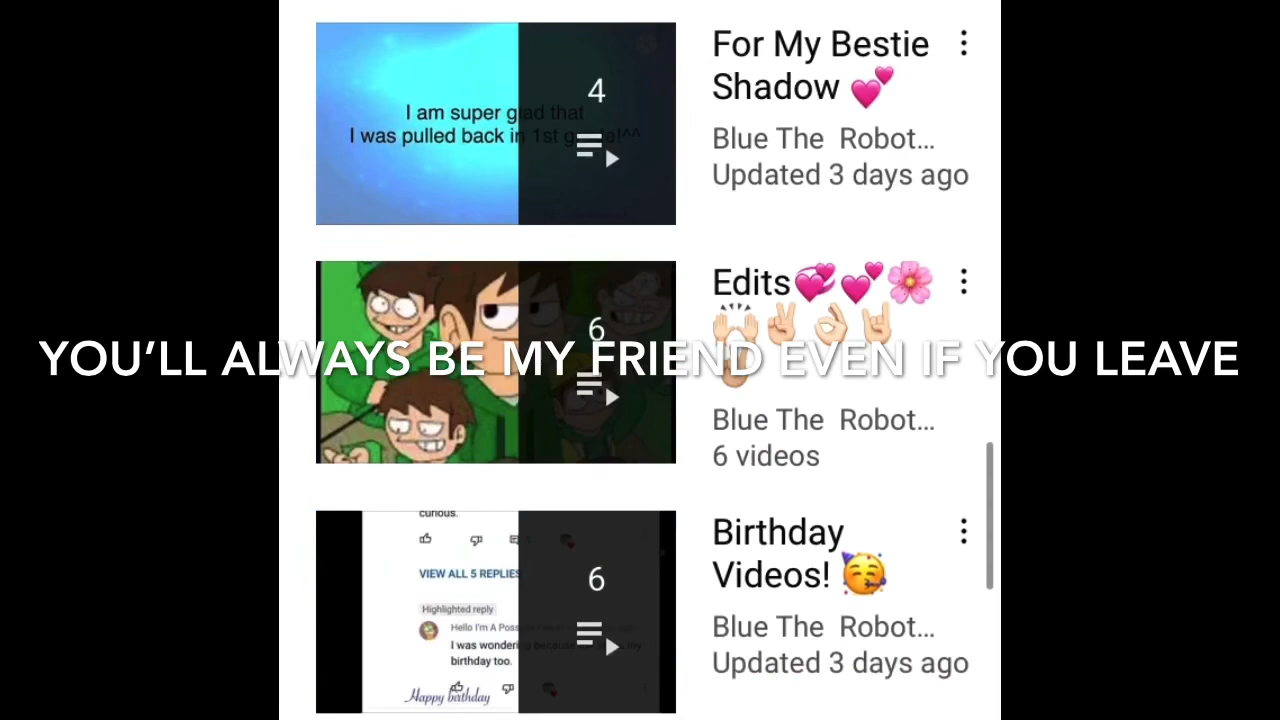 For My Bestie
Shadow 💕
Blue The Robot...
Updated 3 days ago
4
I am super glad that
I was pulled back in 1st grade!^^
Edits💞💕🌸
🙌🏻✌🏻👌🏻🤘🏻
6
YOU’LL ALWAYS BE MY FRIEND EVEN IF YOU LEAVE
Blue The Robot...
6 videos
Birthday
Videos! 🥳
Blue The Robot...
Updated 3 days ago
6
curious.
VIEW ALL 5 REPLIES
Highlighted reply
Hello I'm A
I was wondering because my
birthday too.
Happy birthday